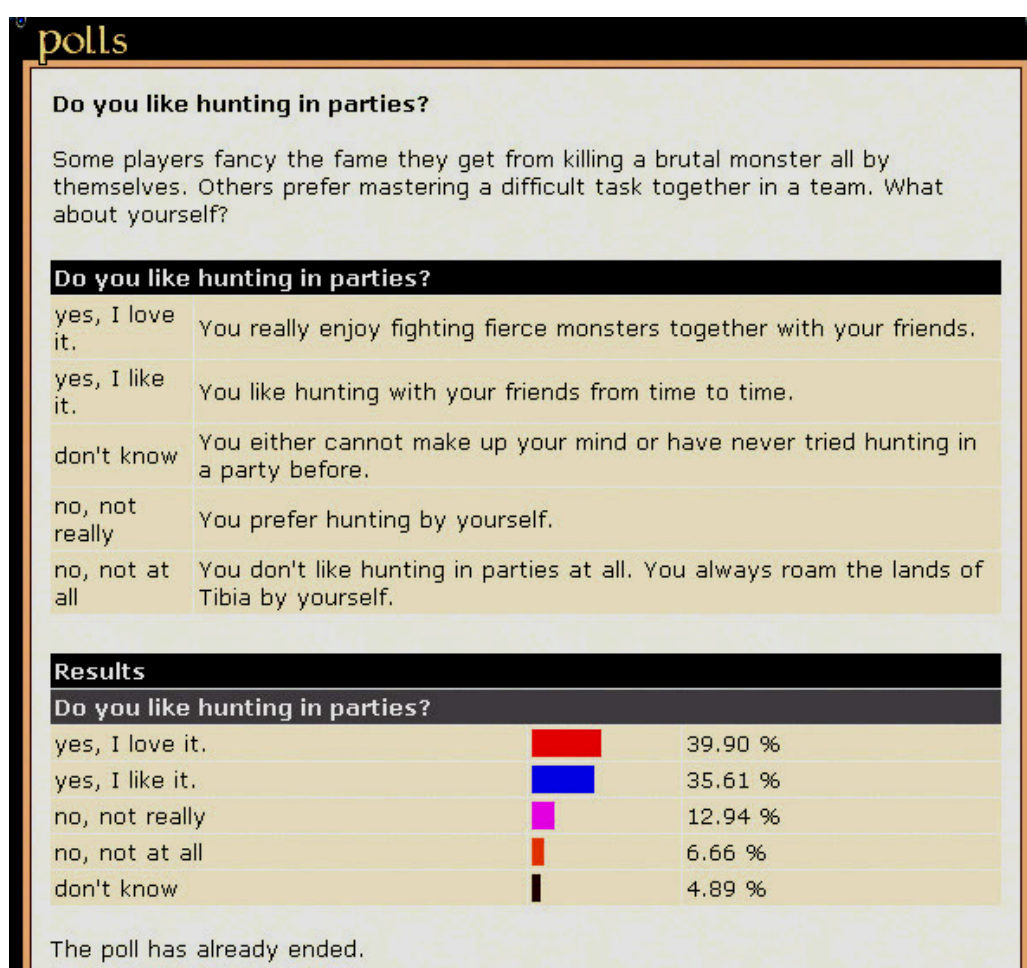 polls
Do you like hunting in parties?
Some players fancy the fame they get from killing a brutal monster all by
themselves. Others prefer mastering a difficult task together in a team. What
about yourself?
Do you like hunting in parties?
yes, I love it. You really enjoy fighting fierce monsters together with your friends.
yes, I like it. You like hunting with your friends from time to time.
don't know You either cannot make up your mind or have never tried hunting in
a party before.
no, not really You prefer hunting by yourself.
no, not at all You don't like hunting in parties at all. You always roam the lands of
Tibia by yourself.
Results
Do you like hunting in parties?
yes, I love it. 39.90 %
yes, I like it. 35.61 %
no, not really 12.94 %
no, not at all 6.66 %
don't know 4.89 %
The poll has already ended.